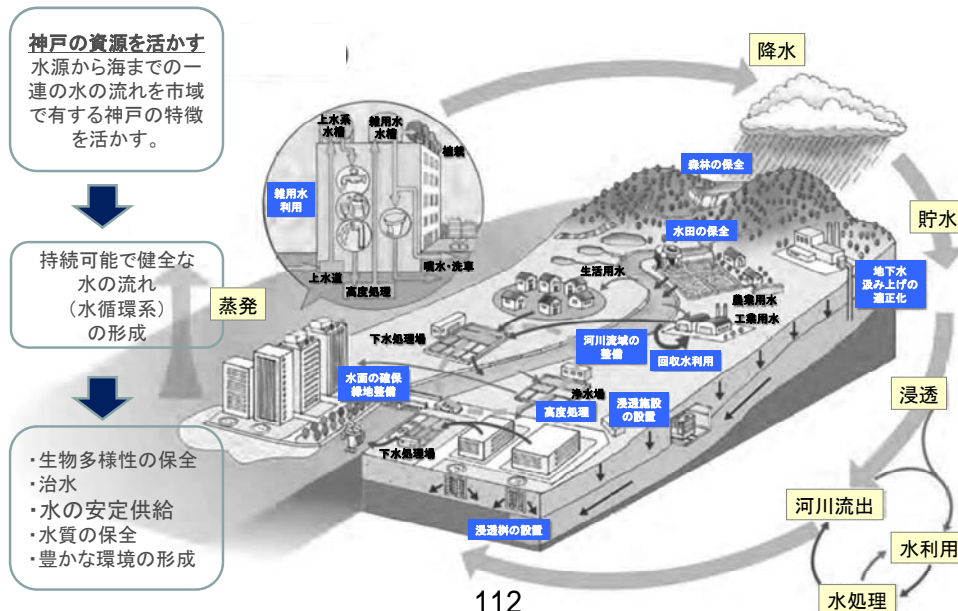 神戸の資源を活かす
水源から海までの一
連の水の流れを市域
で有する神戸の特徴
を活かす。
持続可能で健全な
水の流れ
（水循環系）
の形成
・生物多様性の保全
・治水
・水の安定供給
・水質の保全
・豊かな環境の形成
降水
上水系
水槽
雑用水
水槽
植栽
雑用水
利用
上水道
高度処理
噴水・洗車
森林の保全
水田の保全
貯水
地下水
汲み上げの
適正化
蒸発
生活用水
農業用水
工業用水
下水処理場
河川流域の
整備
回収水利用
水面の確保
緑地整備
浄水場
高度処理
浸透施設
の設置
浸透
下水処理場
浸透桝の設置
河川流出
水利用
水処理
112